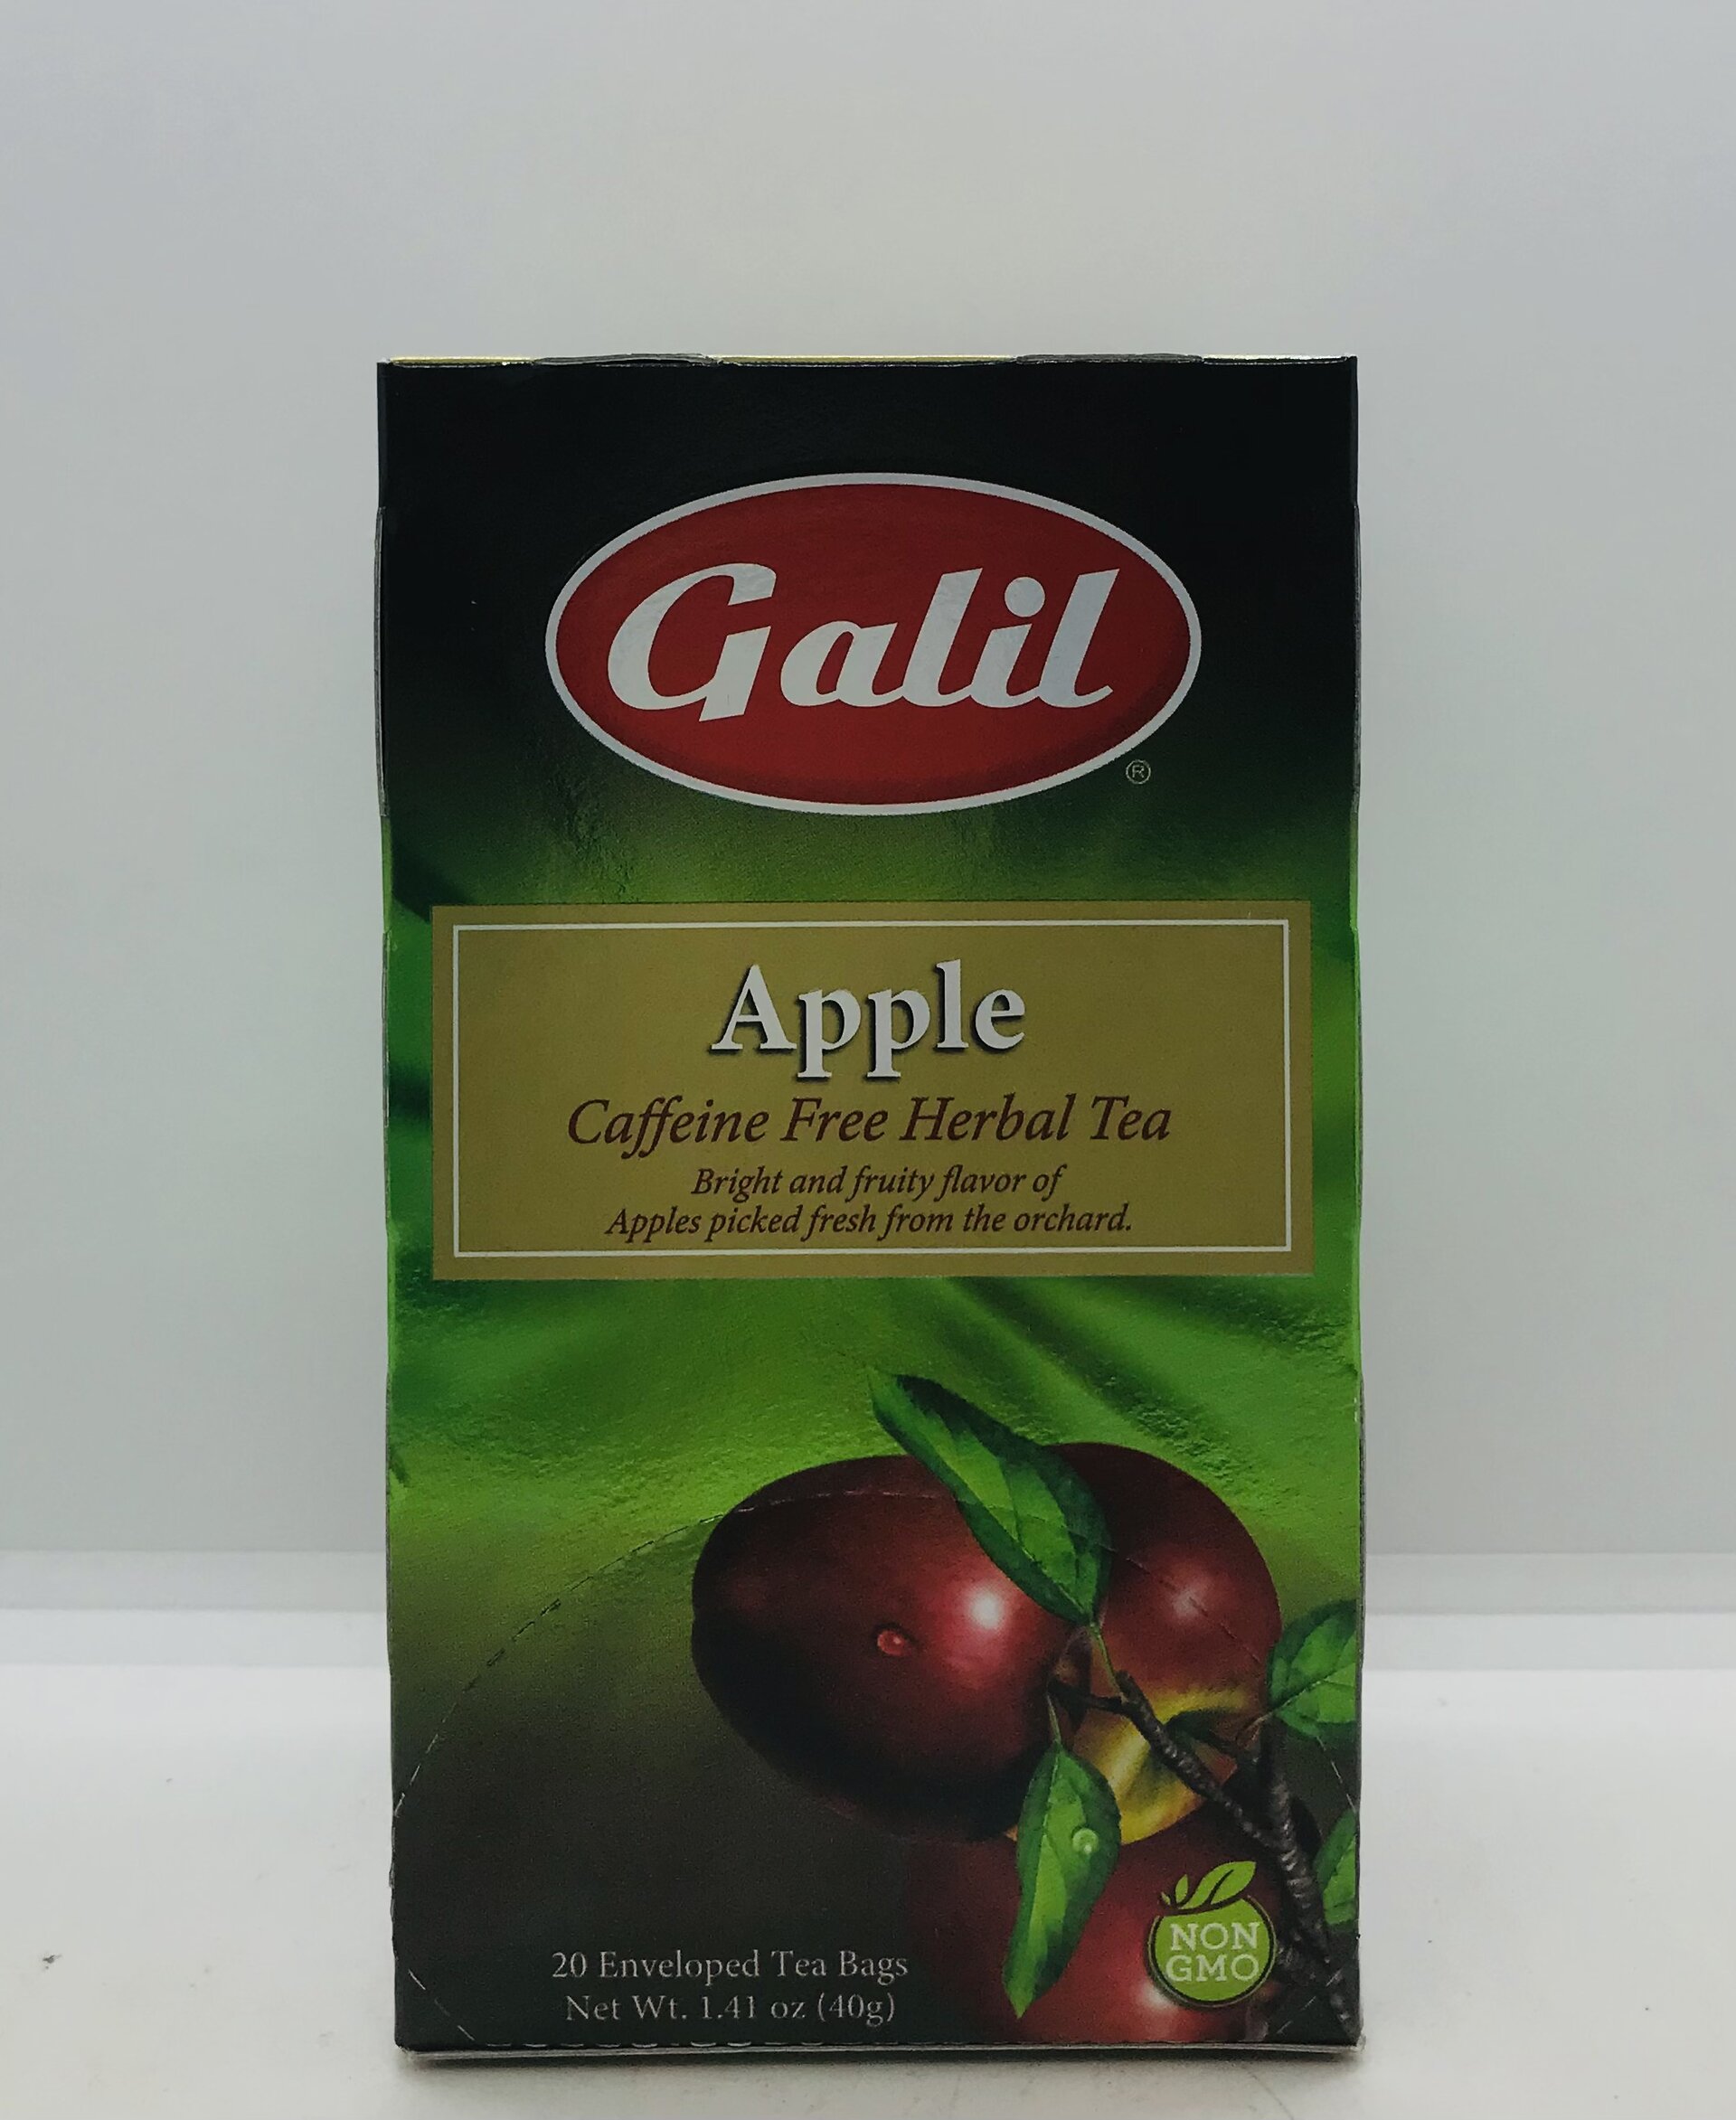 Galil
®
Apple
Caffeine Free Herbal Tea
Bright and fruity flavor of
Apples picked fresh from the orchard.
NON
GMO
20 Enveloped Tea Bags
Net Wt. 1.41 oz (40g)